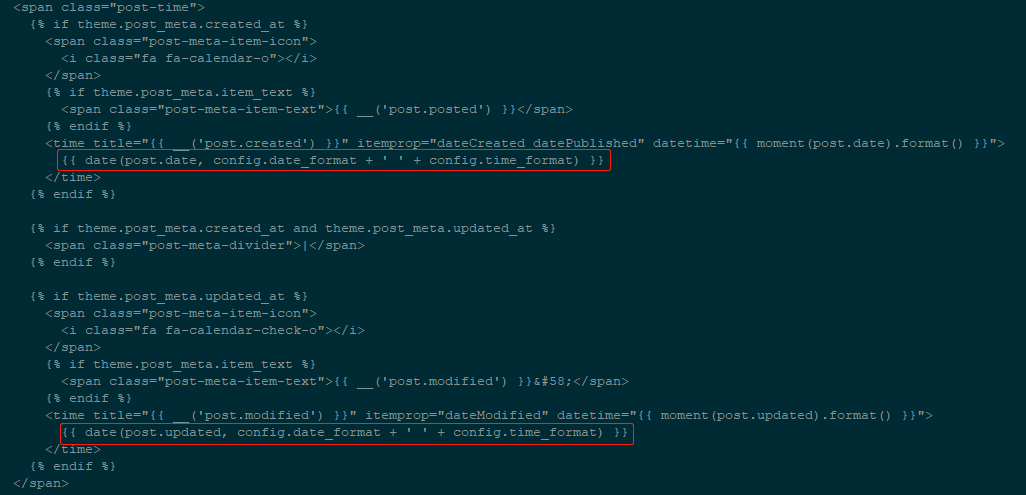 <span class="post-time">
  {% if theme.post_meta.created_at %}
    <span class="post-meta-item-icon">
      <i class="fa fa-calendar-o"></i>
    </span>
    {% if theme.post_meta.item_text %}
      <span class="post-meta-item-text">{{ __('post.posted') }}</span>
    {% endif %}
    <time title="{{ __('post.created') }}" itemprop="dateCreated datePublished" datetime="{{ moment(post.date).format() }}">
      {{ date(post.date, config.date_format + ' ' + config.time_format) }}
    </time>
  {% endif %}

  {% if theme.post_meta.created_at and theme.post_meta.updated_at %}
    <span class="post-meta-divider">|</span>
  {% endif %}

  {% if theme.post_meta.updated_at %}
    <span class="post-meta-item-icon">
      <i class="fa fa-calendar-check-o"></i>
    </span>
    {% if theme.post_meta.item_text %}
      <span class="post-meta-item-text">{{ __('post.modified') }}&#58;</span>
    {% endif %}
    <time title="{{ __('post.modified') }}" itemprop="dateModified" datetime="{{ moment(post.updated).format() }}">
      {{ date(post.updated, config.date_format + ' ' + config.time_format) }}
    </time>
  {% endif %}
</span>